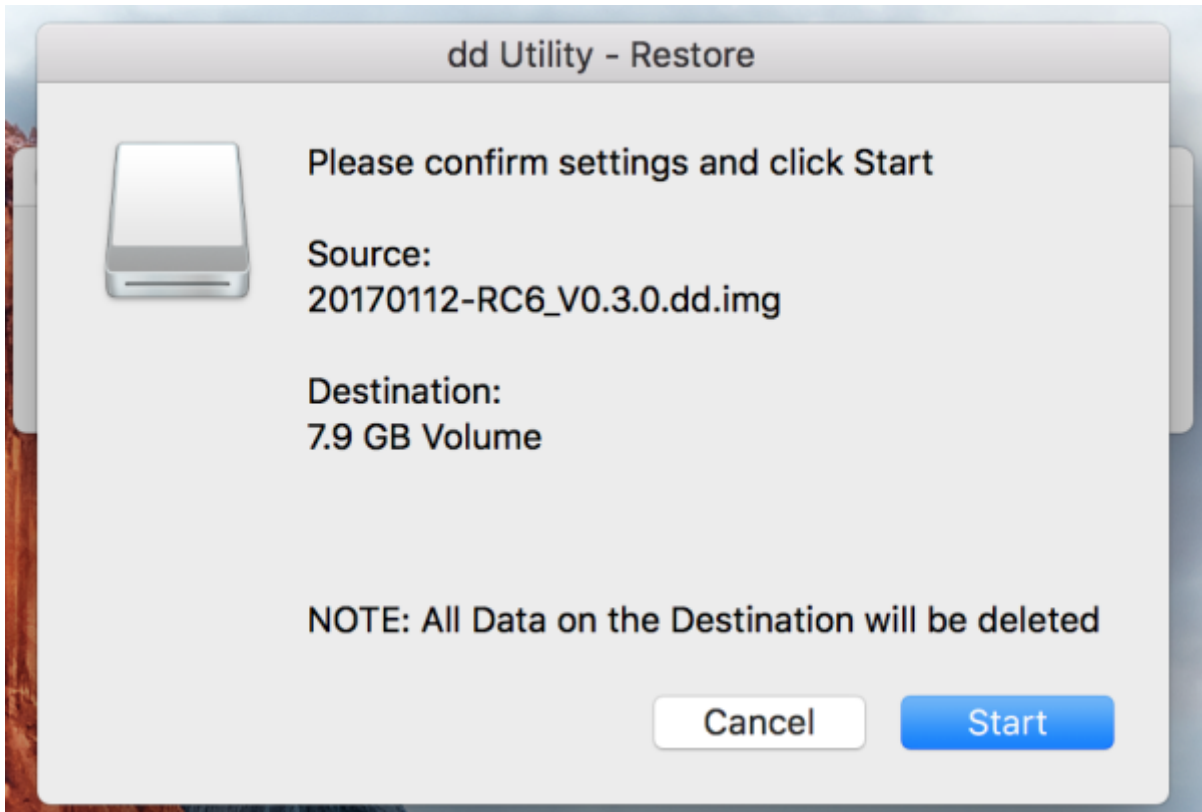 dd Utility - Restore
Please confirm settings and click Start
Source:
20170112-RC6_V0.3.0.dd.img
Destination:
7.9 GB Volume
NOTE: All Data on the Destination will be deleted
Cancel
Start